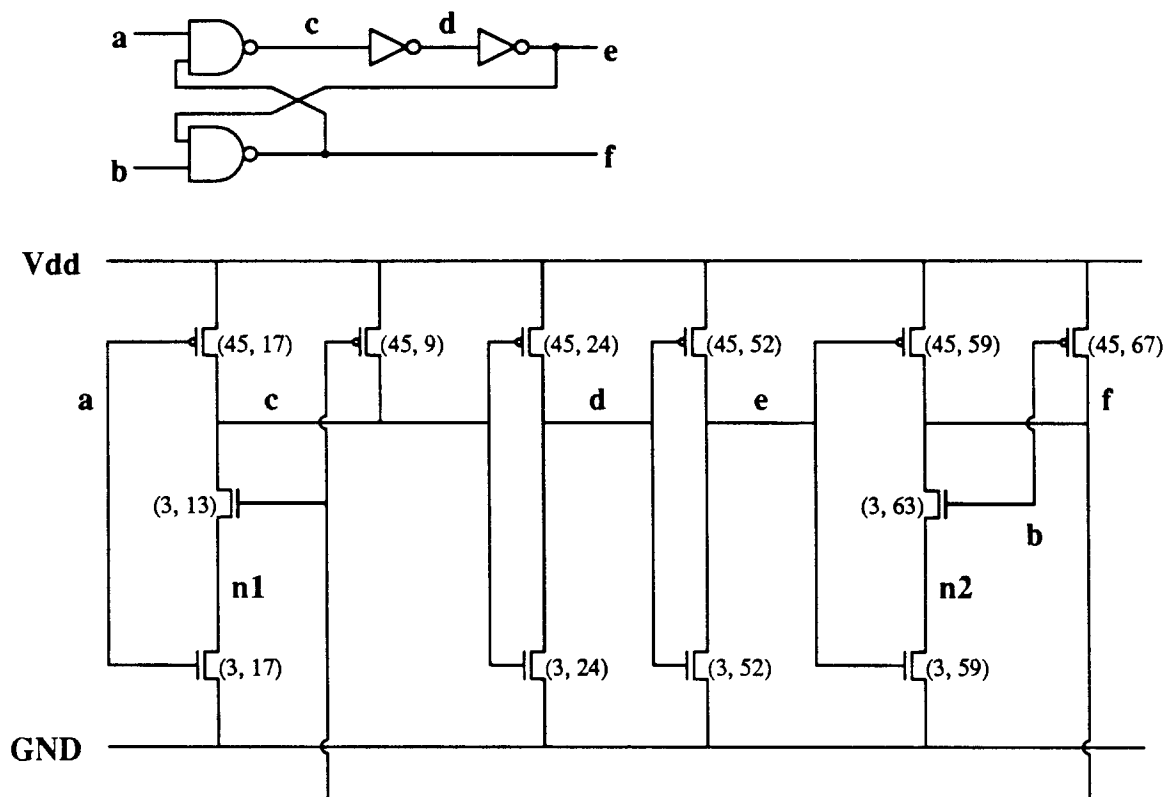 a
c
d
e
b
f
Vdd
(45, 17) (45, 9) (45, 24) (45, 52) (45, 59) (45, 67)
a c d e f
(3, 13) (3, 63)
b
n1 n2
(3, 17) (3, 24) (3, 52) (3, 59)
GND